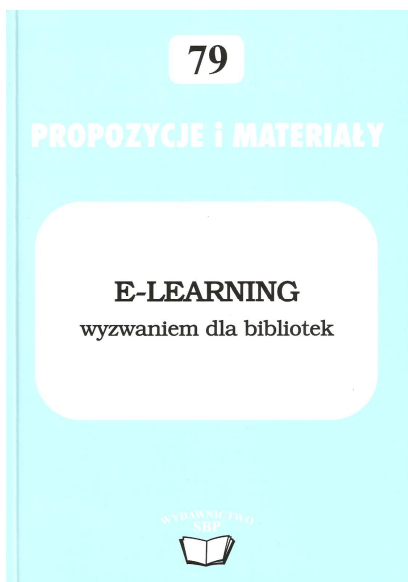 79
PROPOZYCJE i MATERIAŁY
E-LEARNING
wyzwaniem dla bibliotek
WYDAWNICTWO
SBP